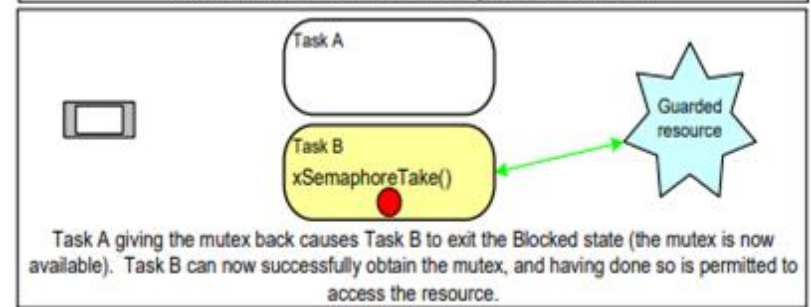 Task A
Guarded
resource
Task B
xSemaphoreTake()
Task A giving the mutex back causes Task B to exit the Blocked state (the mutex is now
available). Task B can now successfully obtain the mutex, and having done so is permitted to
access the resource.